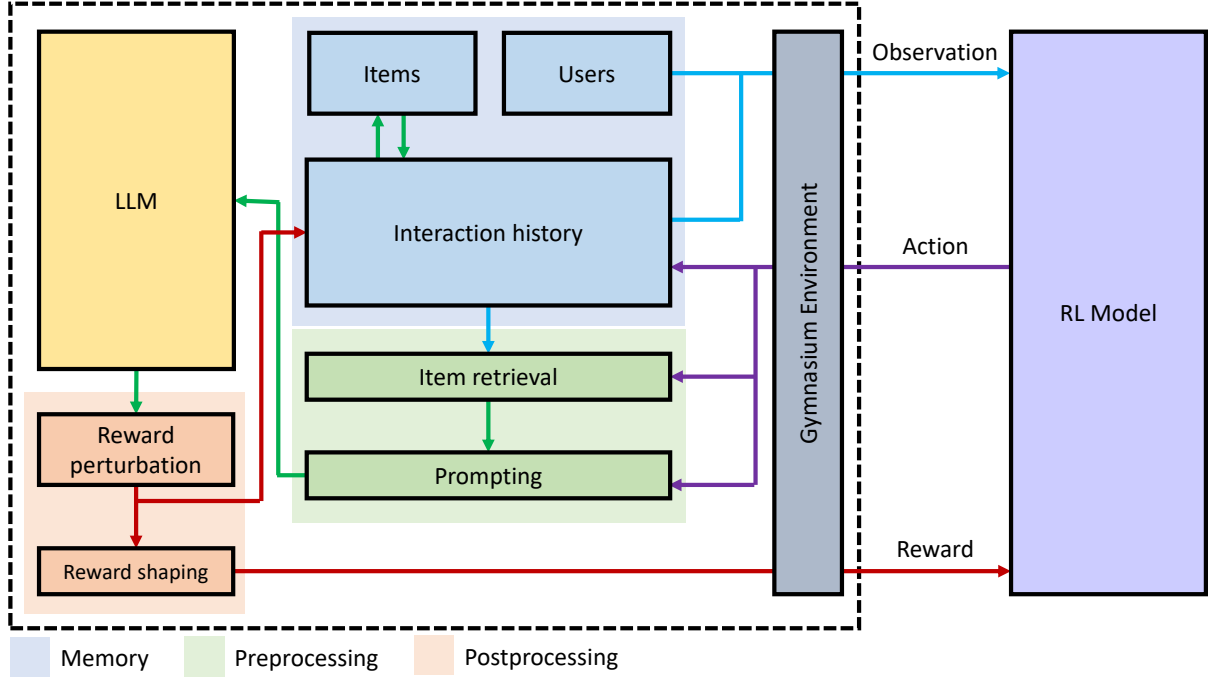 Items
Users
Observation
LLM
Interaction history
Gymnasium Environment
Action
RL Model
Item retrieval
Reward
perturbation
Prompting
Reward shaping
Reward
Memory
Preprocessing
Postprocessing